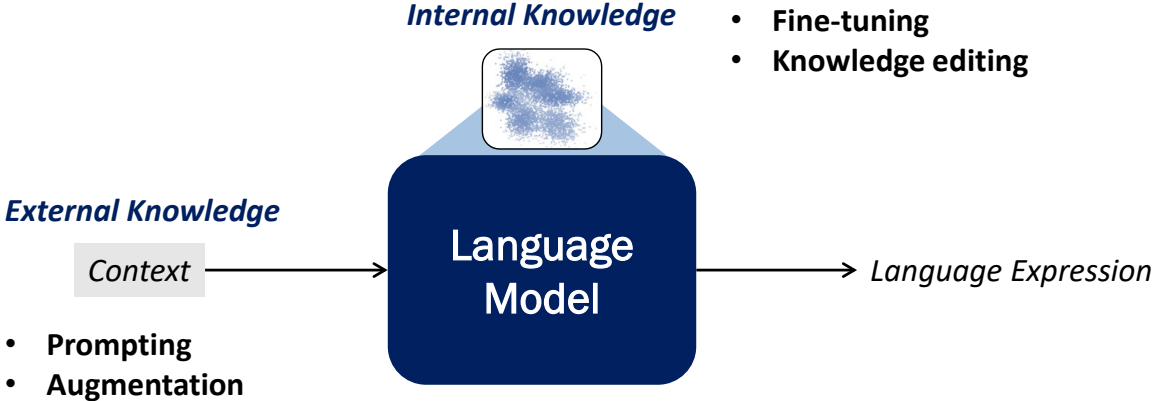 Internal Knowledge
• Fine-tuning
• Knowledge editing
External Knowledge
Context
Language
Model
Language Expression
• Prompting
• Augmentation